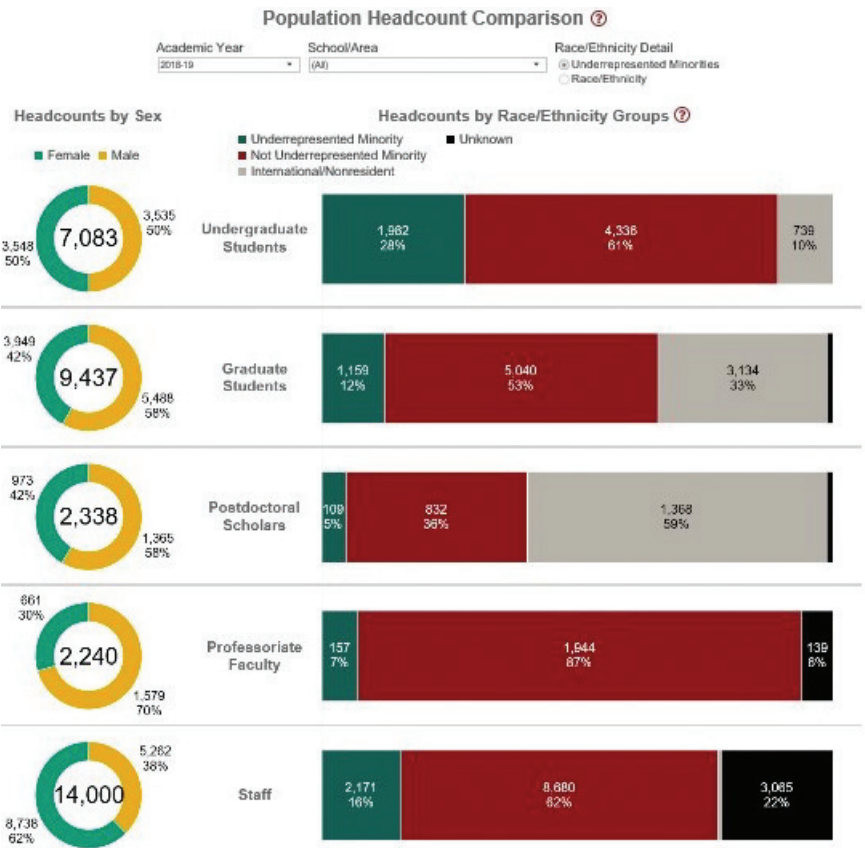 Population Headcount Comparison ?
Academic Year
2018-19
School/Area
(All)
Race/Ethnicity Detail
Underrepresented Minorities
Race/Ethnicity
Headcounts by Sex
Female Male
Headcounts by Race/Ethnicity Groups ?
Underrepresented Minority Unknown
Not Underrepresented Minority
International/Nonresident
3,535
50%
7,083
3,548
50%
Undergraduate
Students
1,982 4,336 739
28% 61% 10%
3,949
42%
9,437
5,488
58%
Graduate
Students
1,159 5,040 3,134
12% 53% 33%
973
42%
2,338
1,365
58%
Postdoctoral
Scholars
109 832 1,368
5% 36% 59%
661
30%
2,240
1,579
70%
Professoriate
Faculty
157 1,944 139
7% 87% 6%
5,262
38%
14,000
8,738
62%
Staff
2,171 8,680 3,065
16% 62% 22%